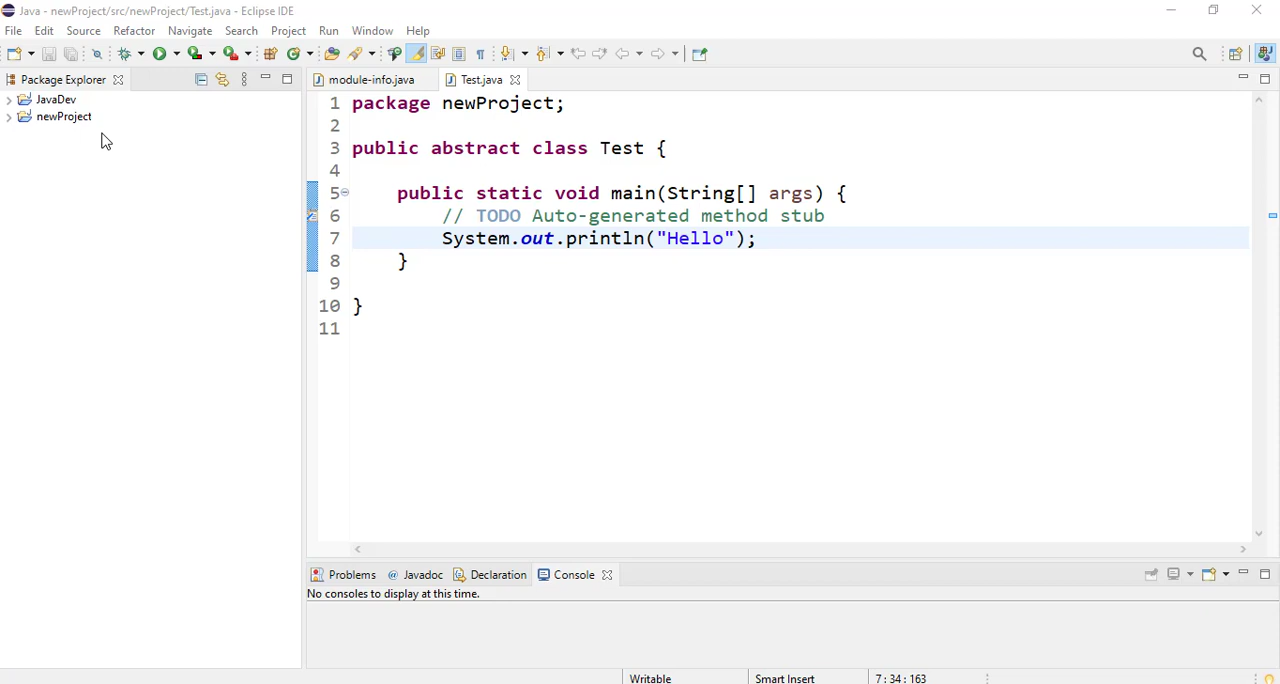 Java - newProject/src/newProject/Test.java - Eclipse IDE
File Edit Source Refactor Navigate Search Project Run Window Help
Package Explorer
JavaDev
newProject
module-info.java Test.java
1 package newProject;
2
3 public abstract class Test {
4
5 public static void main(String[] args) {
6 // TODO Auto-generated method stub
7 System.out.println("Hello");
8 }
9
10 }
11
Problems @ Javadoc Declaration Console
No consoles to display at this time.
Writable Smart Insert 7 : 34 : 163